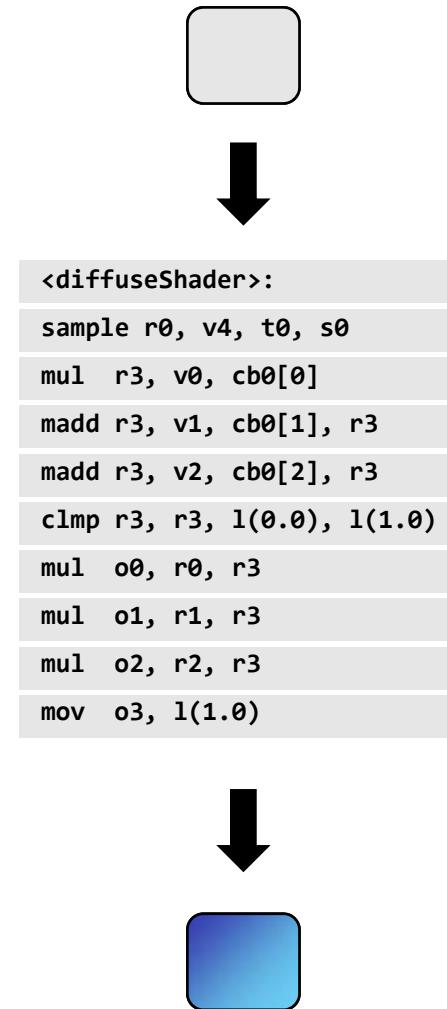 <diffuseShader>:
sample r0, v4, t0, s0
mul  r3, v0, cb0[0]
madd r3, v1, cb0[1], r3
madd r3, v2, cb0[2], r3
clmp r3, r3, l(0.0), l(1.0)
mul  o0, r0, r3
mul  o1, r1, r3
mul  o2, r2, r3
mov  o3, l(1.0)